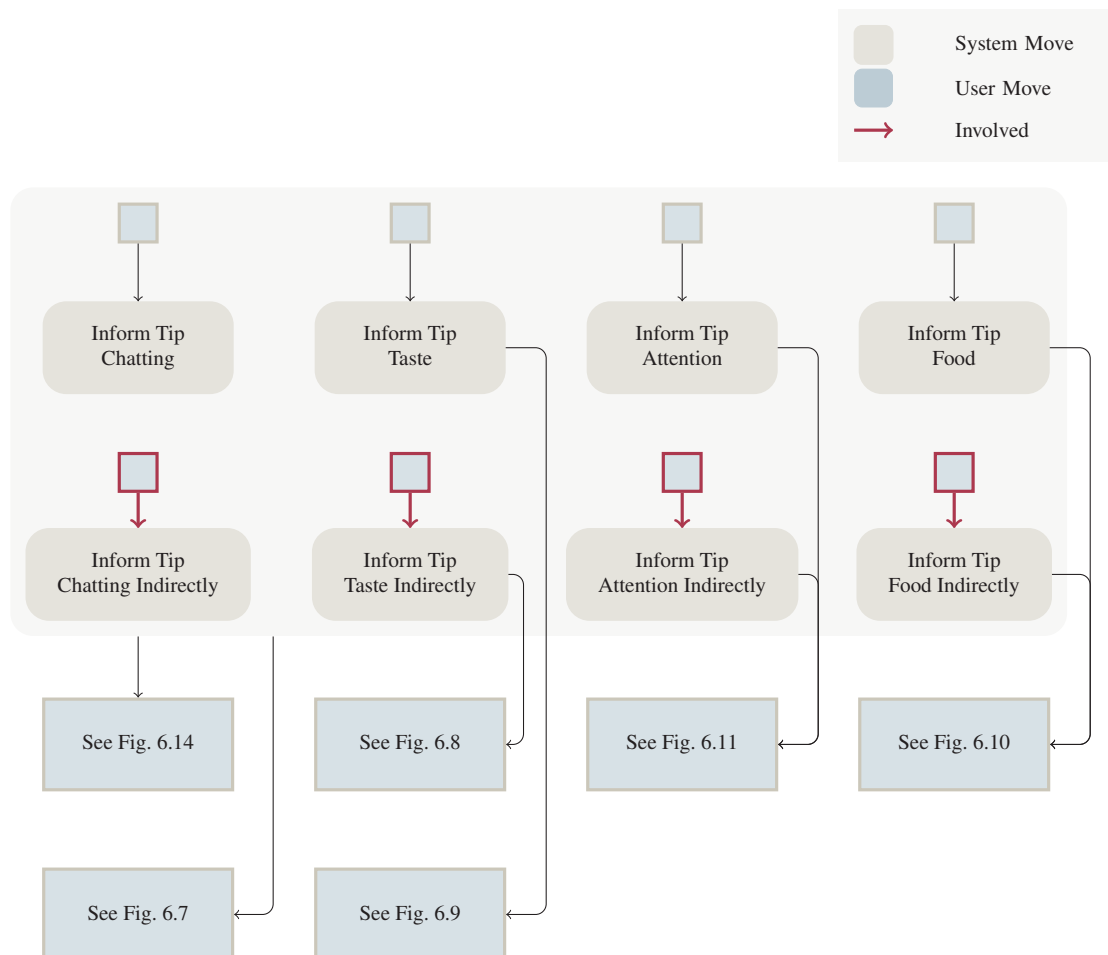 System Move
User Move
Involved
Inform Tip
Chatting
Inform Tip
Taste
Inform Tip
Attention
Inform Tip
Food
Inform Tip
Chatting Indirectly
Inform Tip
Taste Indirectly
Inform Tip
Attention Indirectly
Inform Tip
Food Indirectly
See Fig. 6.14
See Fig. 6.8
See Fig. 6.11
See Fig. 6.10
See Fig. 6.7
See Fig. 6.9